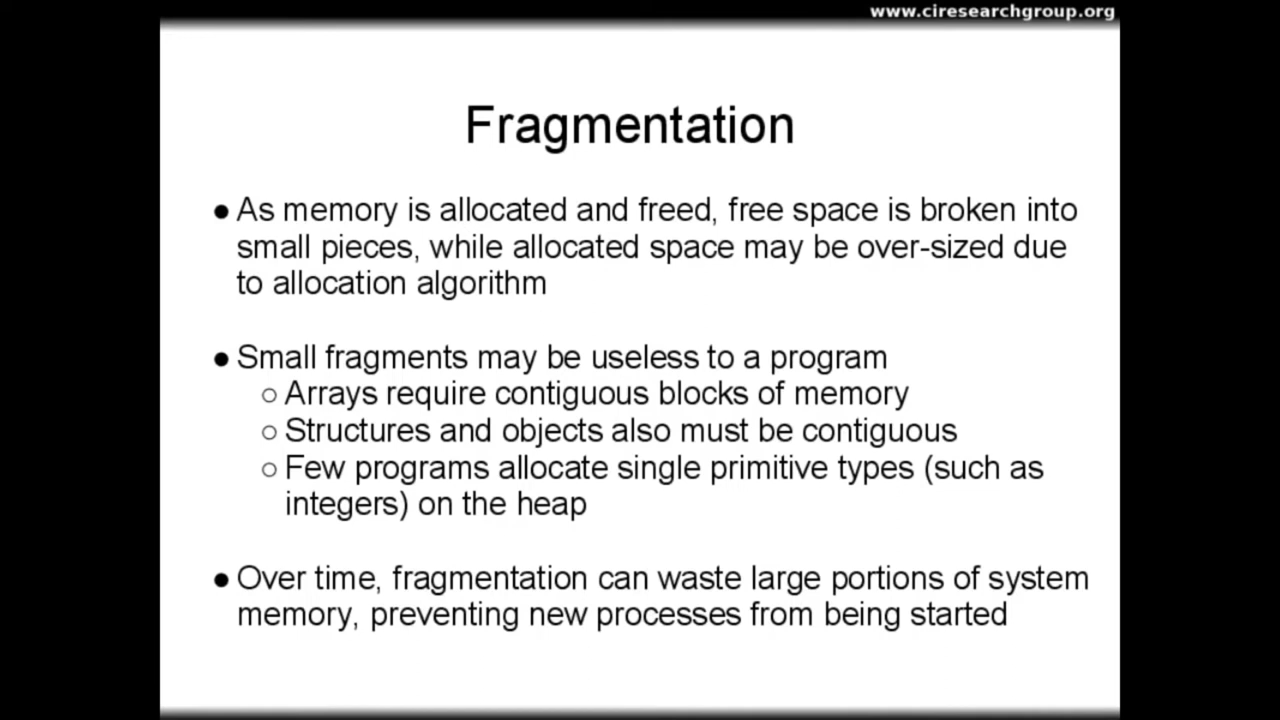 www.ciresearchgroup.org
Fragmentation
● As memory is allocated and freed, free space is broken into
small pieces, while allocated space may be over-sized due
to allocation algorithm
● Small fragments may be useless to a program
○ Arrays require contiguous blocks of memory
○ Structures and objects also must be contiguous
○ Few programs allocate single primitive types (such as
integers) on the heap
● Over time, fragmentation can waste large portions of system
memory, preventing new processes from being started